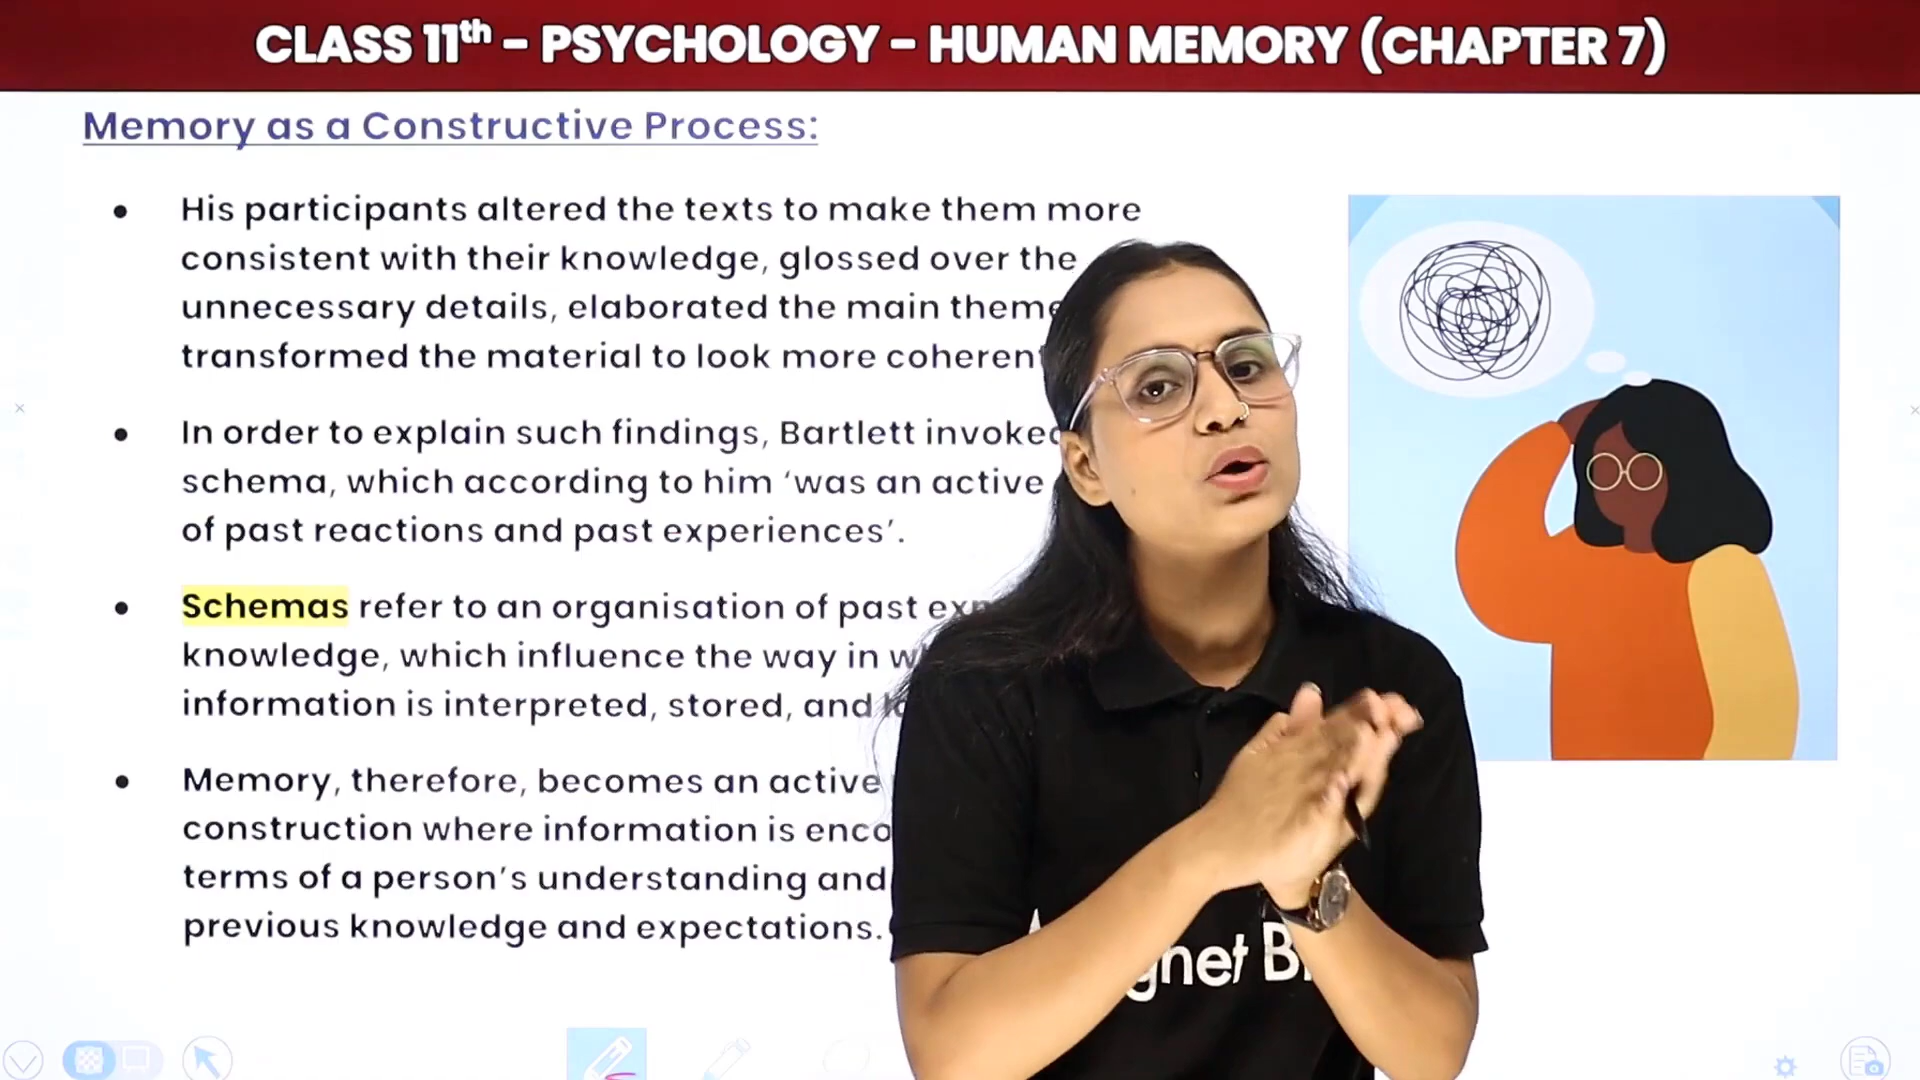 CLASS 11th – PSYCHOLOGY – HUMAN MEMORY (CHAPTER 7)
Memory as a Constructive Process:
• His participants altered the texts to make them more
consistent with their knowledge, glossed over the
unnecessary details, elaborated the main theme
transformed the material to look more coherent
• In order to explain such findings, Bartlett invoked
schema, which according to him ‘was an active
of past reactions and past experiences’.
• Schemas refer to an organisation of past
knowledge, which influence the way in
information is interpreted, stored, and
• Memory, therefore, becomes an active
construction where information is
terms of a person’s understanding and
previous knowledge and expectations.